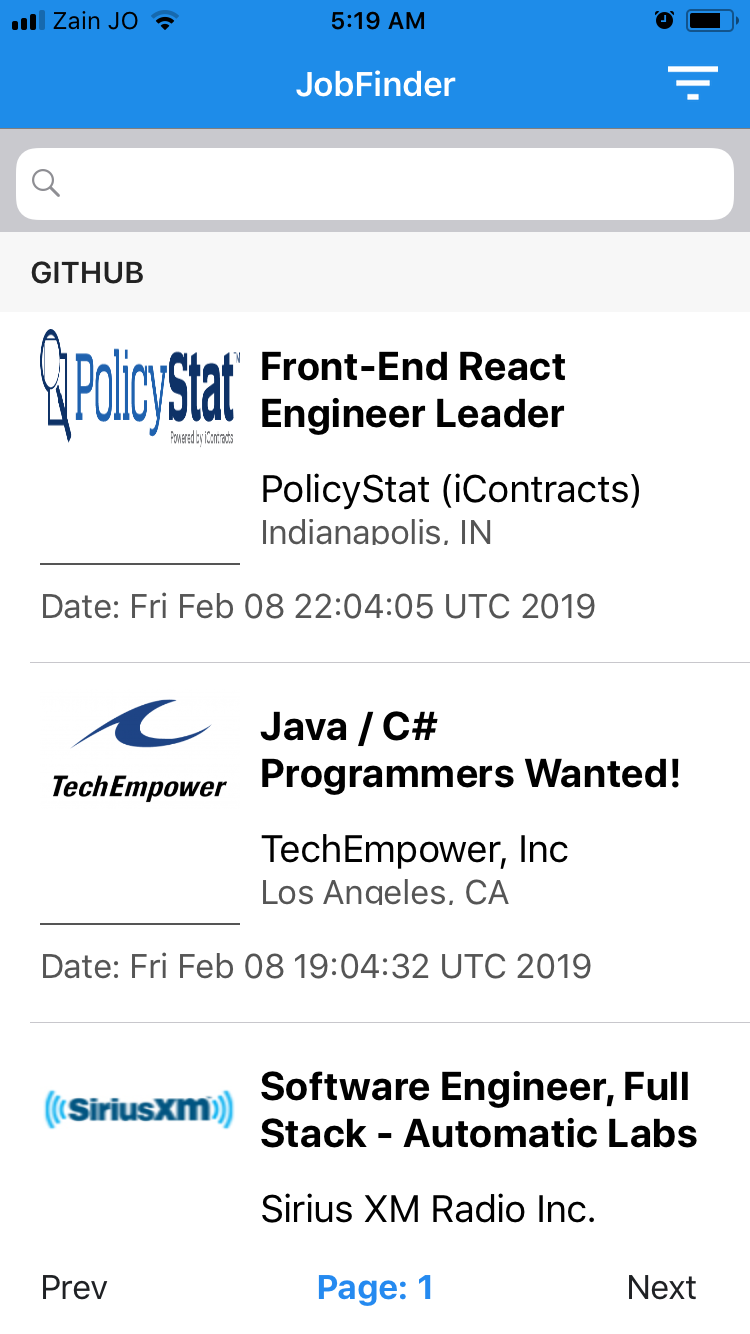 Zain JO 5:19 AM
JobFinder
GITHUB
PolicyStat™
Powered by iContracts
Front-End React
Engineer Leader
PolicyStat (iContracts)
Indianapolis, IN
Date: Fri Feb 08 22:04:05 UTC 2019
TechEmpower
Java / C#
Programmers Wanted!
TechEmpower, Inc
Los Angeles, CA
Date: Fri Feb 08 19:04:32 UTC 2019
SiriusXM
Software Engineer, Full
Stack - Automatic Labs
Sirius XM Radio Inc.
Prev Page: 1 Next